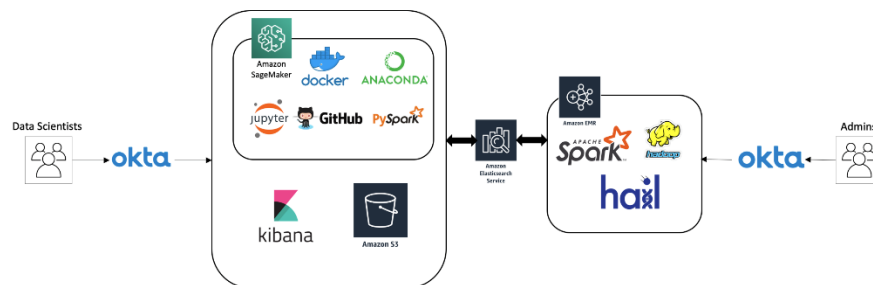 Data Scientists
okta
Amazon
SageMaker
docker
ANACONDA
jupyter
GitHub
PySpark
kibana
Amazon S3
Amazon
Elasticsearch
Service
Amazon EMR
APACHE
Spark
hadoop
hail
okta
Admins